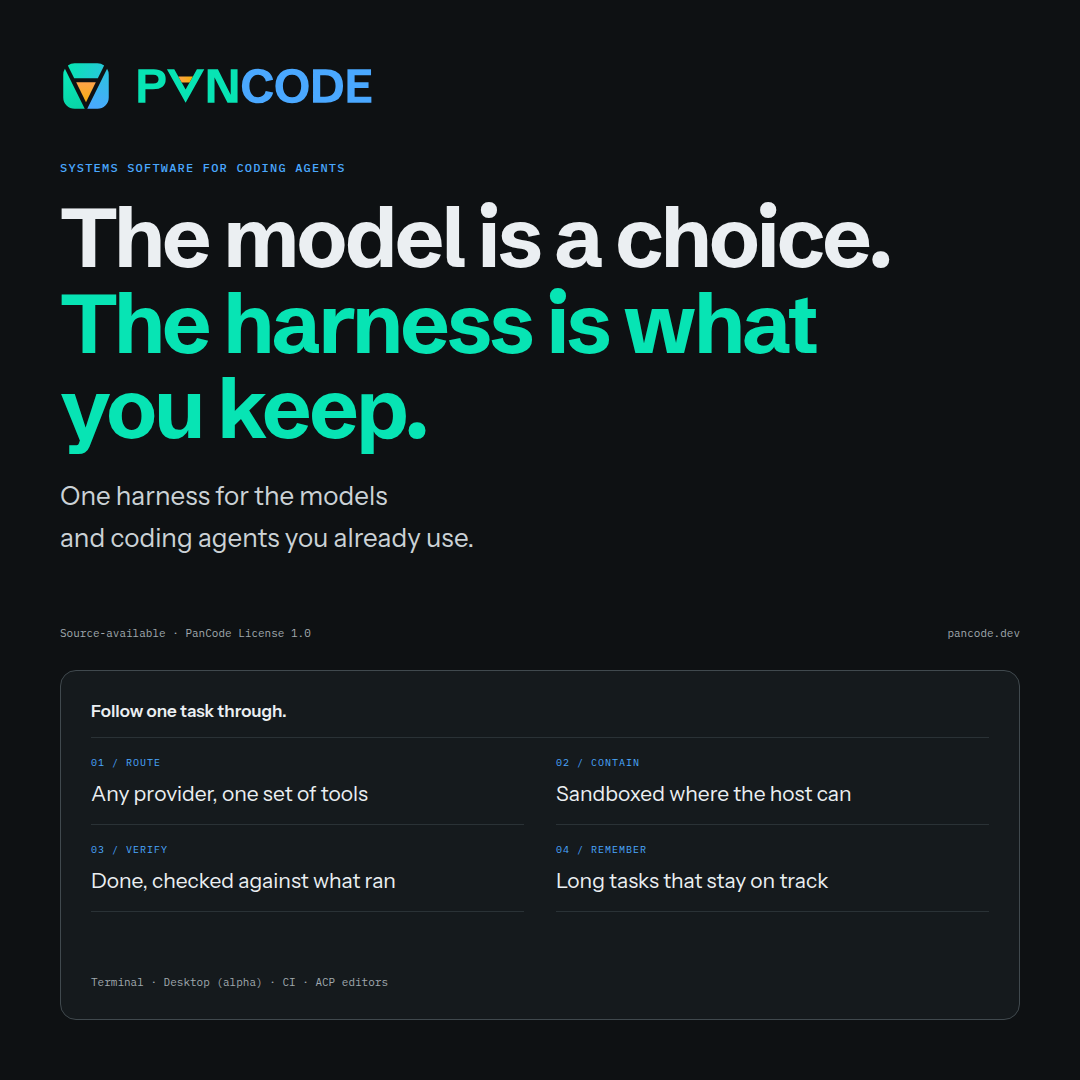 PANCODE
SYSTEMS SOFTWARE FOR CODING AGENTS
The model is a choice.
The harness is what
you keep.
One harness for the models
and coding agents you already use.
Source-available · PanCode License 1.0
pancode.dev
Follow one task through.
01 / ROUTE
Any provider, one set of tools
02 / CONTAIN
Sandboxed where the host can
03 / VERIFY
Done, checked against what ran
04 / REMEMBER
Long tasks that stay on track
Terminal · Desktop (alpha) · CI · ACP editors